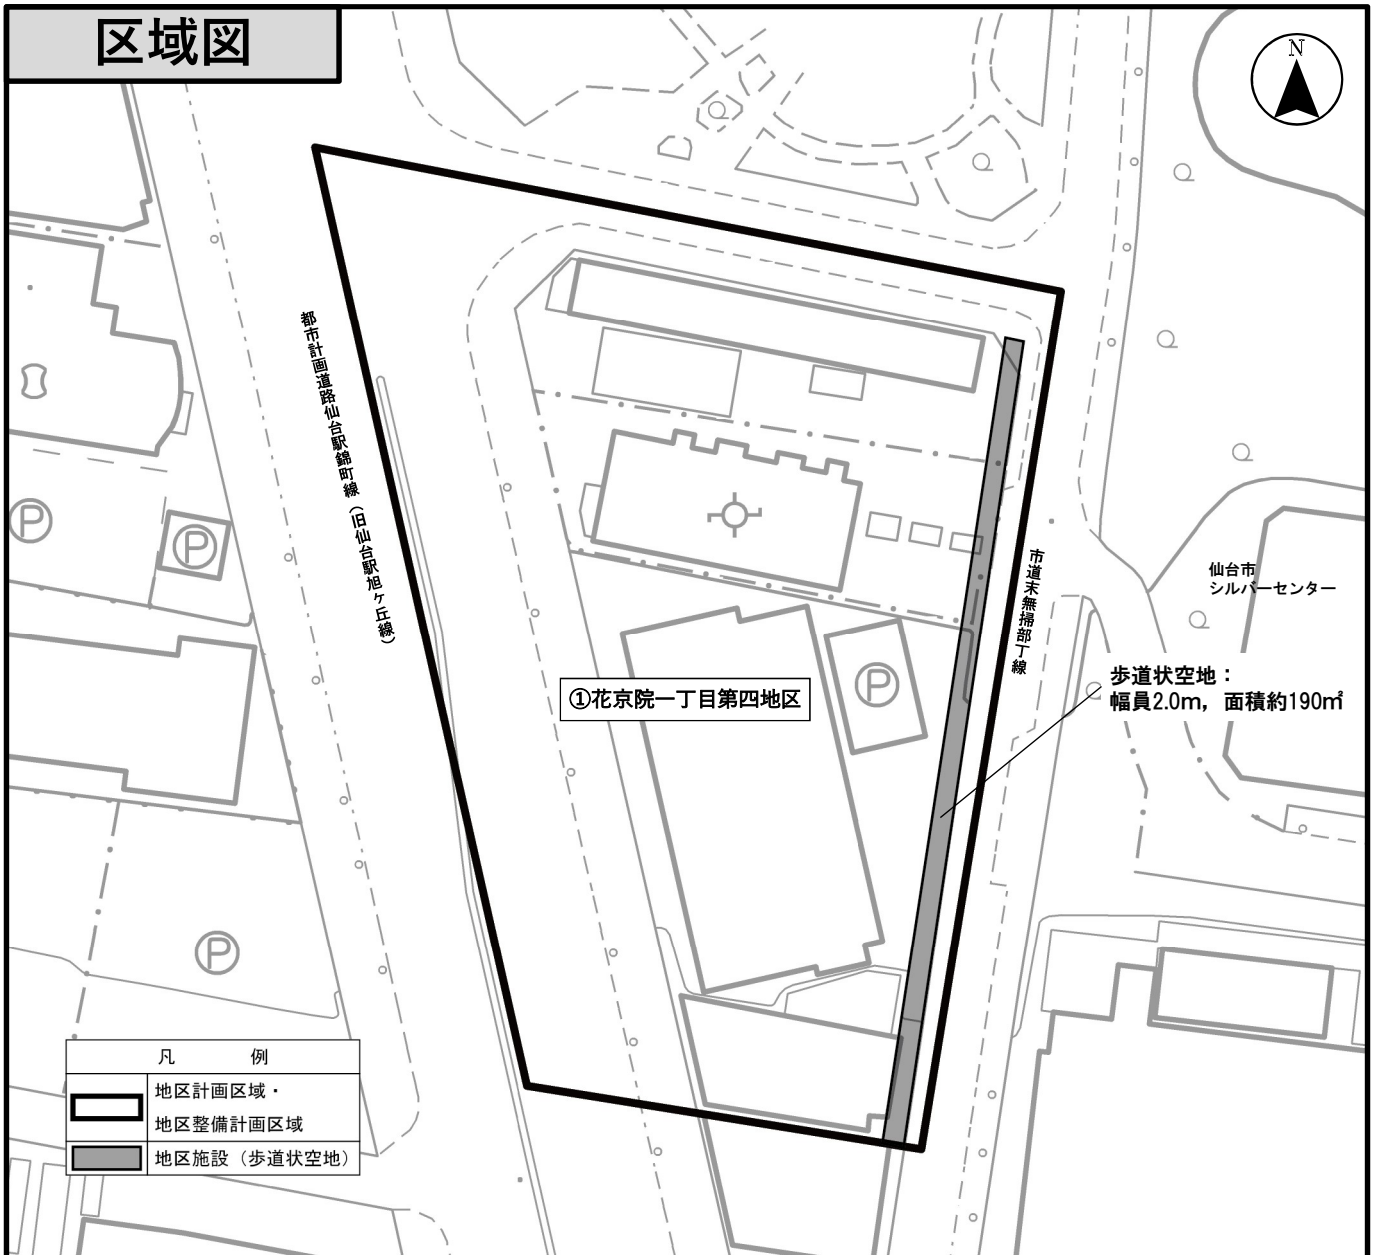 区域図
N
都市計画道路仙台駅錦町線（旧仙台駅旭ケ丘線）
市道末無掃部丁線
仙台市
シルバーセンター
P
P
①花京院一丁目第四地区
P
歩道状空地：
幅員2.0m，面積約190㎡
P
凡 例
地区計画区域・
地区整備計画区域
地区施設（歩道状空地）